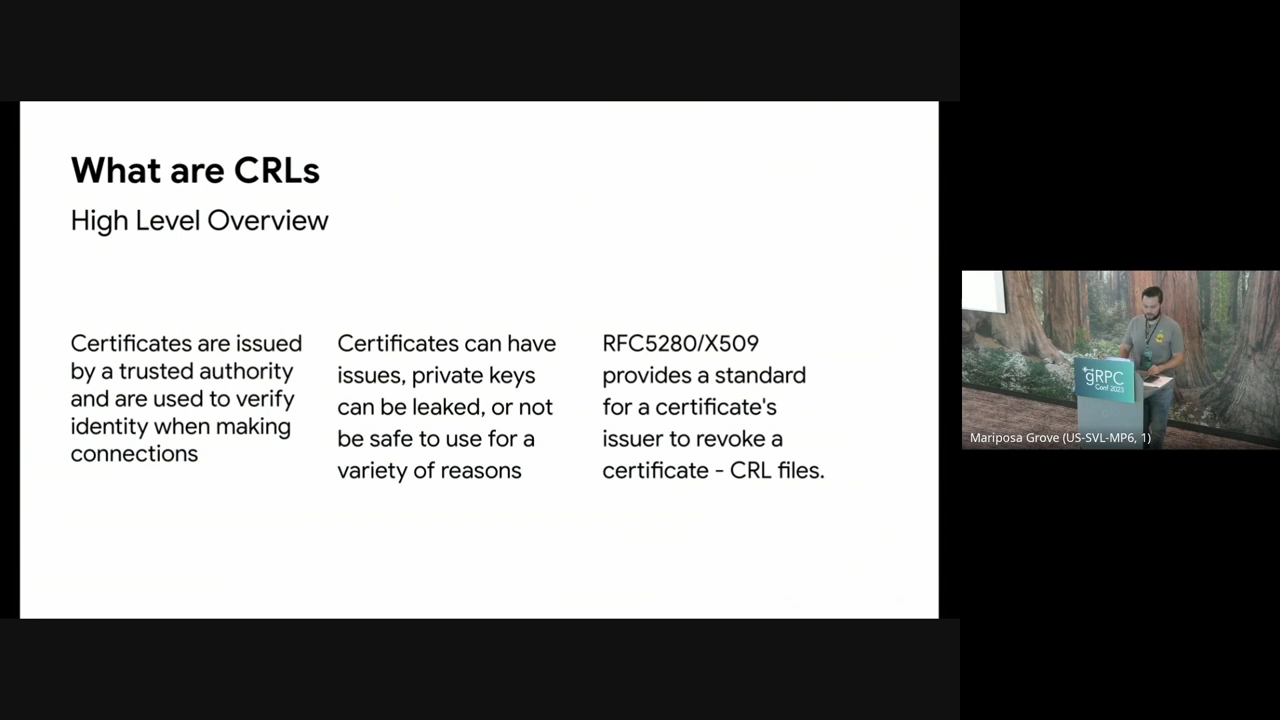 What are CRLs
High Level Overview
Certificates are issued
by a trusted authority
and are used to verify
identity when making
connections
Certificates can have
issues, private keys
can be leaked, or not
be safe to use for a
variety of reasons
RFC5280/X509
provides a standard
for a certificate's
issuer to revoke a
certificate - CRL files.
gRPC
Conf 2023
Mariposa Grove (US-SVL-MP6, 1)